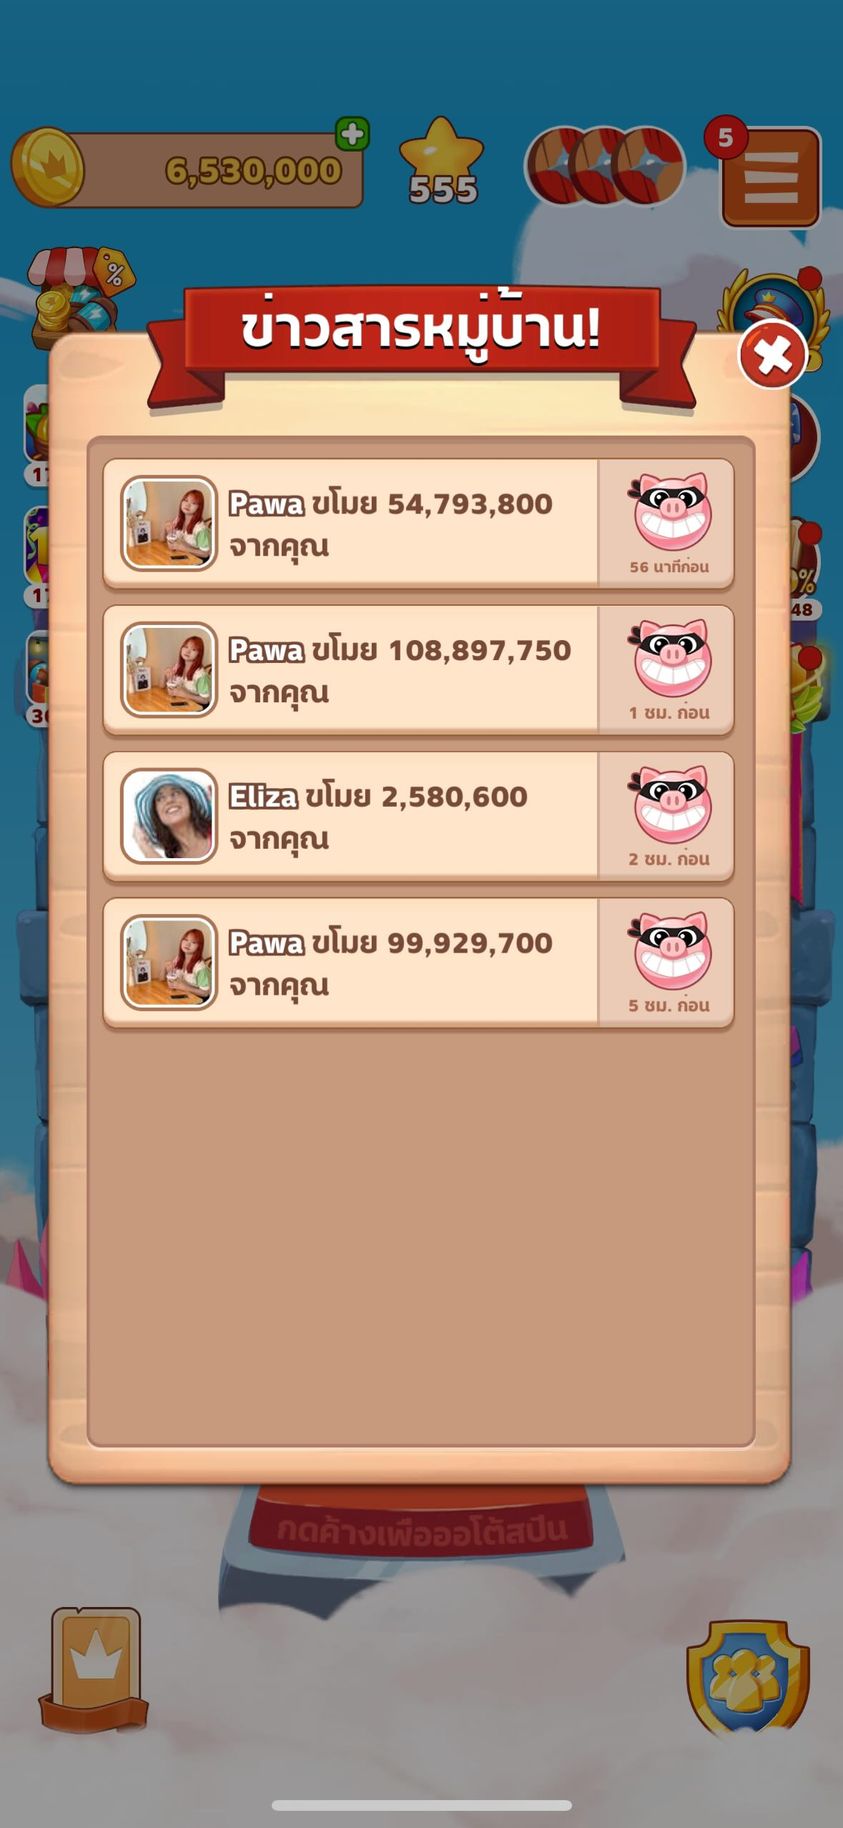 6,530,000
555
5
ข่าวสารหมู่บ้าน!
Pawa ขโมย 54,793,800
จากคุณ
56 นาทีก่อน
Pawa ขโมย 108,897,750
จากคุณ
1 ชม. ก่อน
Eliza ขโมย 2,580,600
จากคุณ
2 ชม. ก่อน
Pawa ขโมย 99,929,700
จากคุณ
5 ชม. ก่อน
กดค้างเพื่อออโต้สปิน